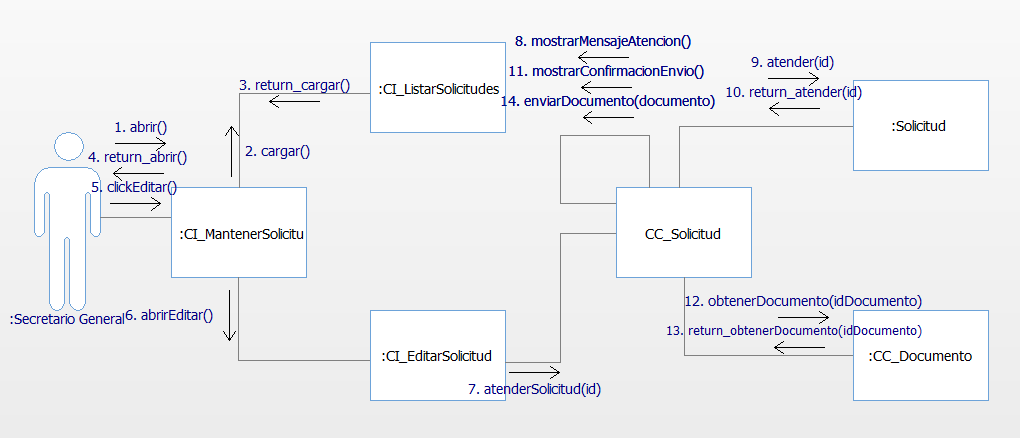 8. mostrarMensajeAtencion()
9. atender(id)
11. mostrarConfirmacionEnvio()
3. return_cargar()
:CI_ListarSolicitudes
10. return_atender(id)
14. enviarDocumento(documento)
1. abrir()
:Solicitud
2. cargar()
4. return_abrir()
5. clickEditar()
:CI_MantenerSolicitu
CC_Solicitud
12. obtenerDocumento(idDocumento)
:Secretario General
6. abrirEditar()
13. return_obtenerDocumento(idDocumento)
:CI_EditarSolicitud
:CC_Documento
7. atenderSolicitud(id)